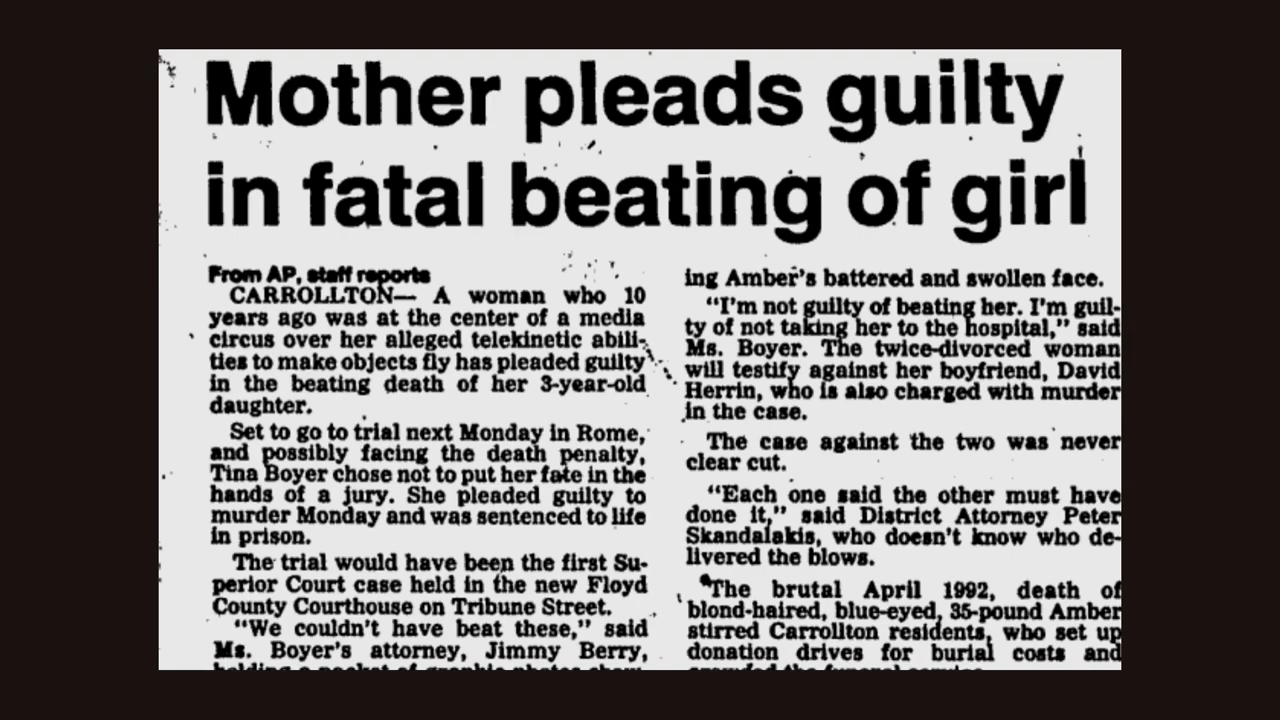 Mother pleads guilty
in fatal beating of girl
From AP, staff reports
CARROLLTON— A woman who 10
years ago was at the center of a media
circus over her alleged telekinetic abili-
ties to make objects fly has pleaded guilty
in the beating death of her 3-year-old
daughter.
Set to go to trial next Monday in Rome,
and possibly facing the death penalty,
Tina Boyer chose not to put her fate in the
hands of a jury. She pleaded guilty to
murder Monday and was sentenced to life
in prison.
The trial would have been the first Su-
perior Court case held in the new Floyd
County Courthouse on Tribune Street.
"We couldn't have beat these," said
Ms. Boyer's attorney, Jimmy Berry,
holding a packet of graphic photos show-
ing Amber's battered and swollen face.
"I'm not guilty of beating her. I'm guil-
ty of not taking her to the hospital," said
Ms. Boyer. The twice-divorced woman
will testify against her boyfriend, David
Herrin, who is also charged with murder
in the case.
The case against the two was never
clear cut.
"Each one said the other must have
done it," said District Attorney Peter
Skandalakis, who doesn't know who de-
livered the blows.
The brutal April 1992, death of
blond-haired, blue-eyed, 35-pound Amber
stirred Carrollton residents, who set up
donation drives for burial costs and
crowded the funeral service.